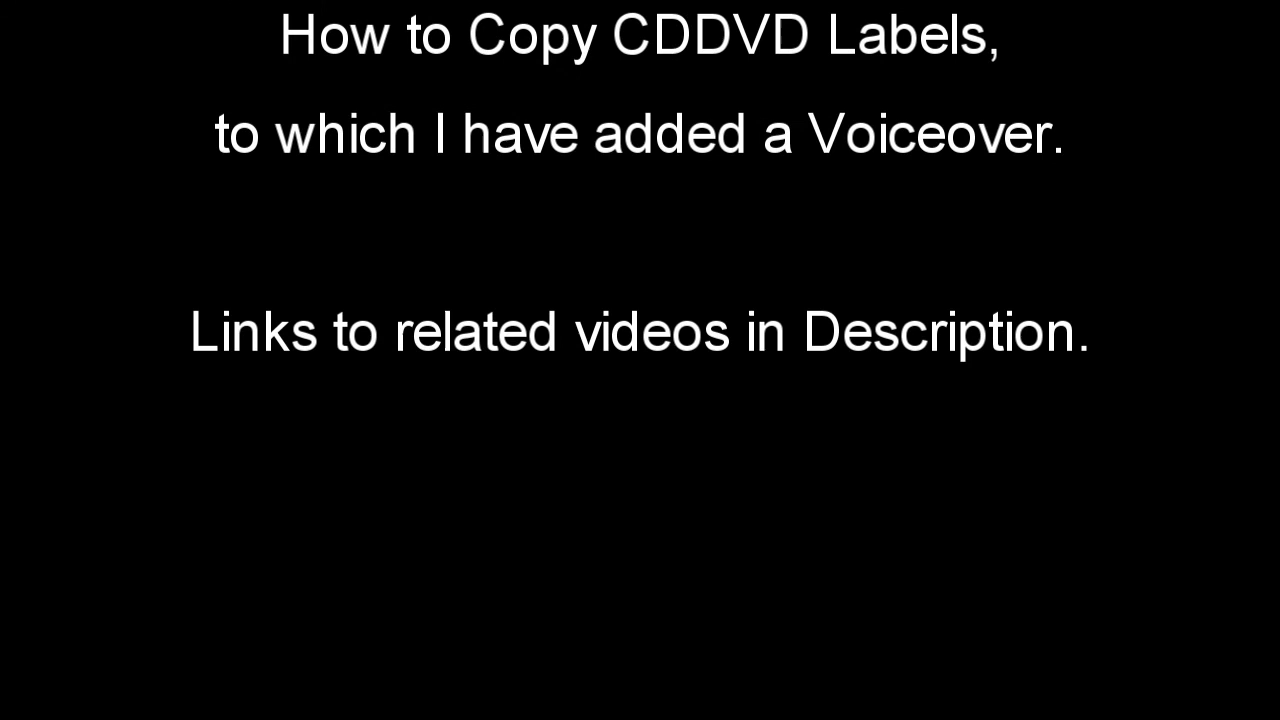 How to Copy CDDVD Labels,
to which I have added a Voiceover.
Links to related videos in Description.